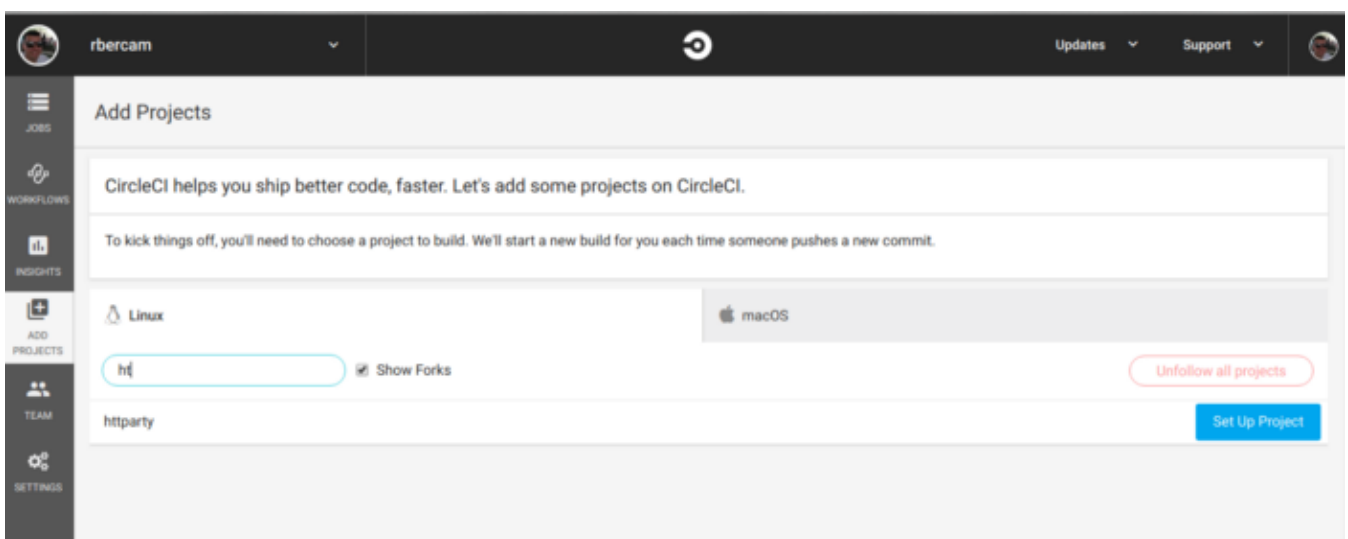 rbercam
Updates
Support
JOBS
WORKFLOWS
INSIGHTS
ADD
PROJECTS
TEAM
SETTINGS
Add Projects
CircleCI helps you ship better code, faster. Let's add some projects on CircleCI.
To kick things off, you'll need to choose a project to build. We'll start a new build for you each time someone pushes a new commit.
Linux
macOS
ht
Show Forks
Unfollow all projects
httparty
Set Up Project